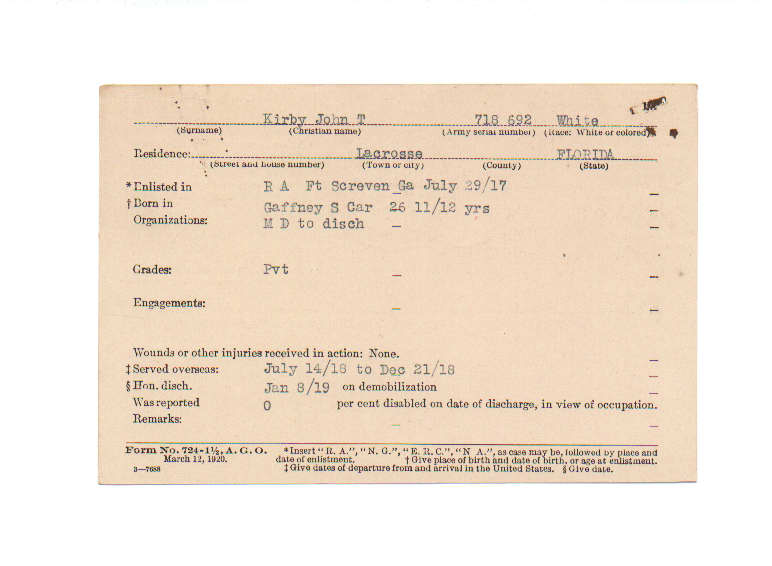 Kirby John T 718 692 White
(Surname) (Christian name) (Army serial number) (Race: White or colored)
Residence: Lacrosse FLORIDA
(Street and house number) (Town or city) (County) (State)
*Enlisted in R A Ft Screven Ga July 29/17
†Born in Gaffney S Car 26 11/12 yrs
Organizations: M D to disch
Grades: Pvt
Engagements:
Wounds or other injuries received in action: None.
‡Served overseas: July 14/18 to Dec 21/18
§Hon. disch. Jan 8/19 on demobilization
Was reported 0 per cent disabled on date of discharge, in view of occupation.
Remarks:
Form No. 724-1½, A. G. O. *Insert "R. A.", "N. G.", "E. R. C.", "N A.", as case may be, followed by place and
March 12, 1920. date of enlistment. †Give place of birth and date of birth, or age at enlistment.
3—7688 ‡Give dates of departure from and arrival in the United States. §Give date.